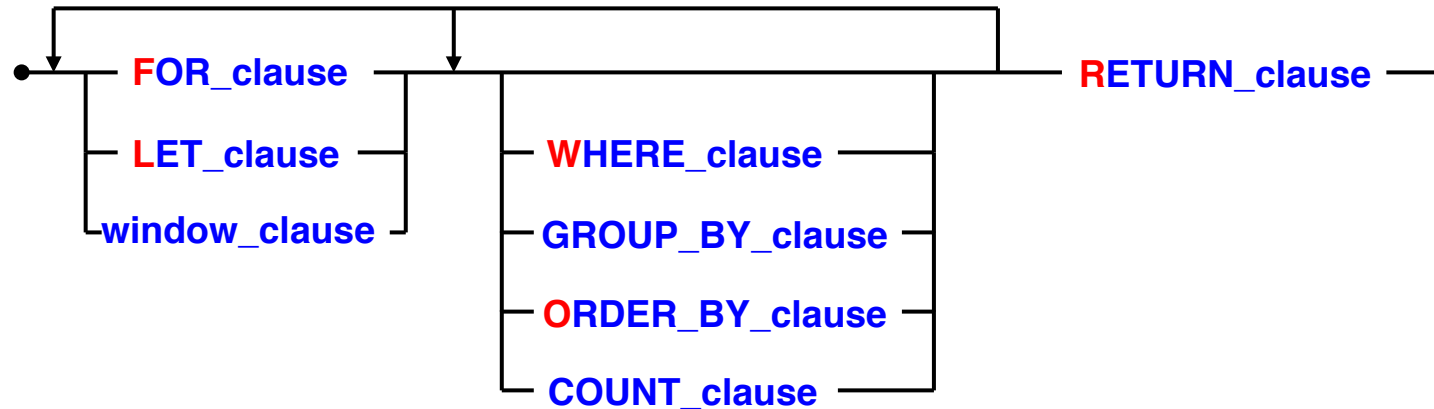 FOR_clause
RETURN_clause
LET_clause
WHERE_clause
window_clause
GROUP_BY_clause
ORDER_BY_clause
COUNT_clause